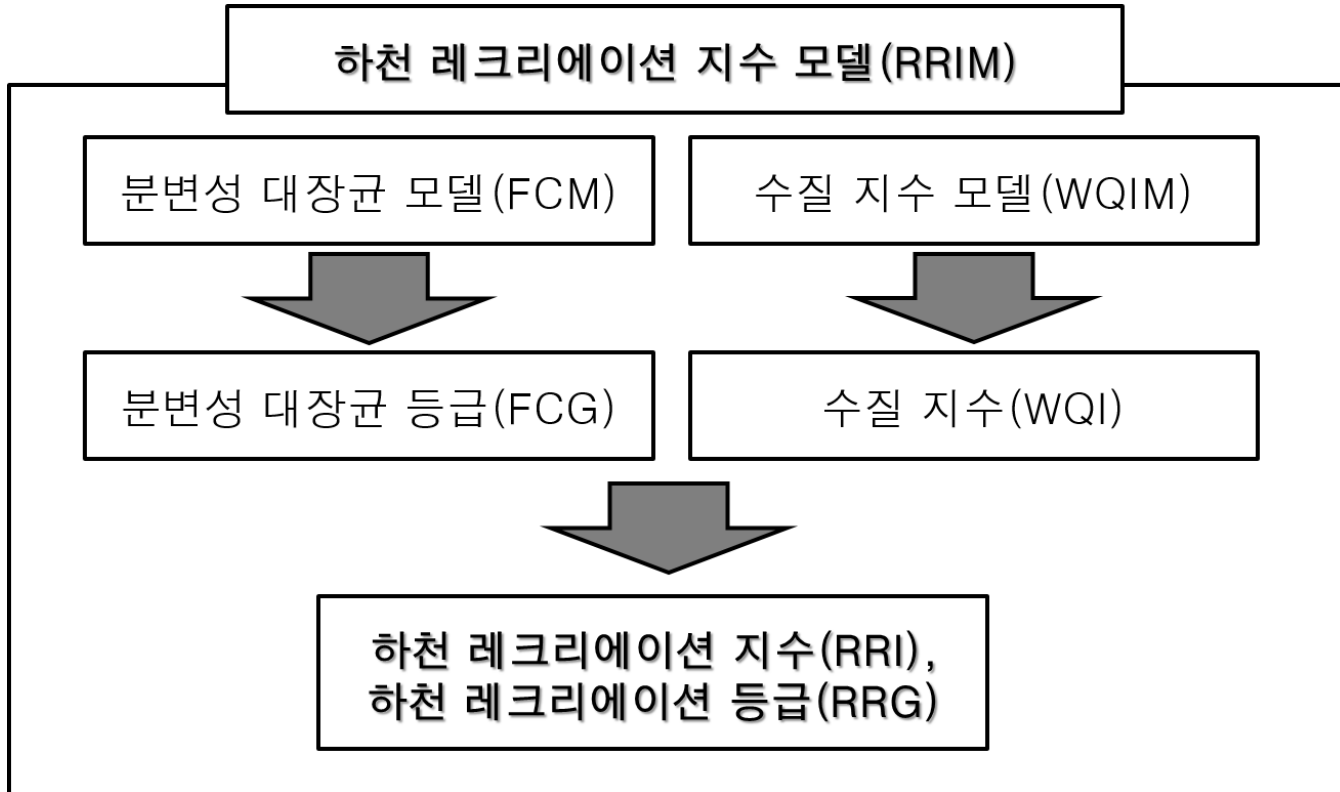 하천 레크리에이션 지수 모델(RRIM)
분변성 대장균 모델(FCM)
수질 지수 모델(WQIM)
분변성 대장균 등급(FCG)
수질 지수(WQI)
하천 레크리에이션 지수(RRI),
하천 레크리에이션 등급(RRG)